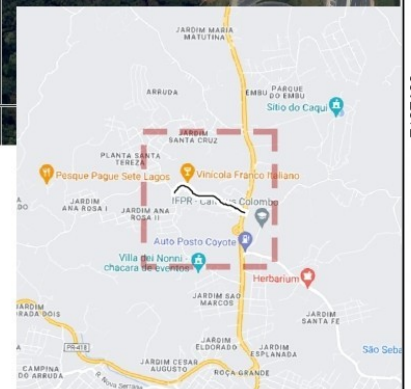 JARDIM MARIA
MATUTINA
ARRUDA
EMBU
PARQUE
DO EMBU
Sítio do Caqui
JARDIM
SANTA CRUZ
PLANTA SANTA
TEREZA
Pesque Pague Sete Lagos
Vinícola Franco Italiano
JARDIM
ANA ROSA I
JARDIM ANA
ROSA II
IFPR - Campus Colombo
Auto Posto Coyote
Villa dei Nonni -
chácara de eventos
Herbarium
JARDIM SÃO
MARCOS
JARDIM
SANTA FÉ
PR-418
JARDIM
ELDORADO
JARDIM
ESPLANADA
São Seba
JARDIM CESAR
AUGUSTO
ROÇA GRANDE
CAMPINA
DO ARRUDA